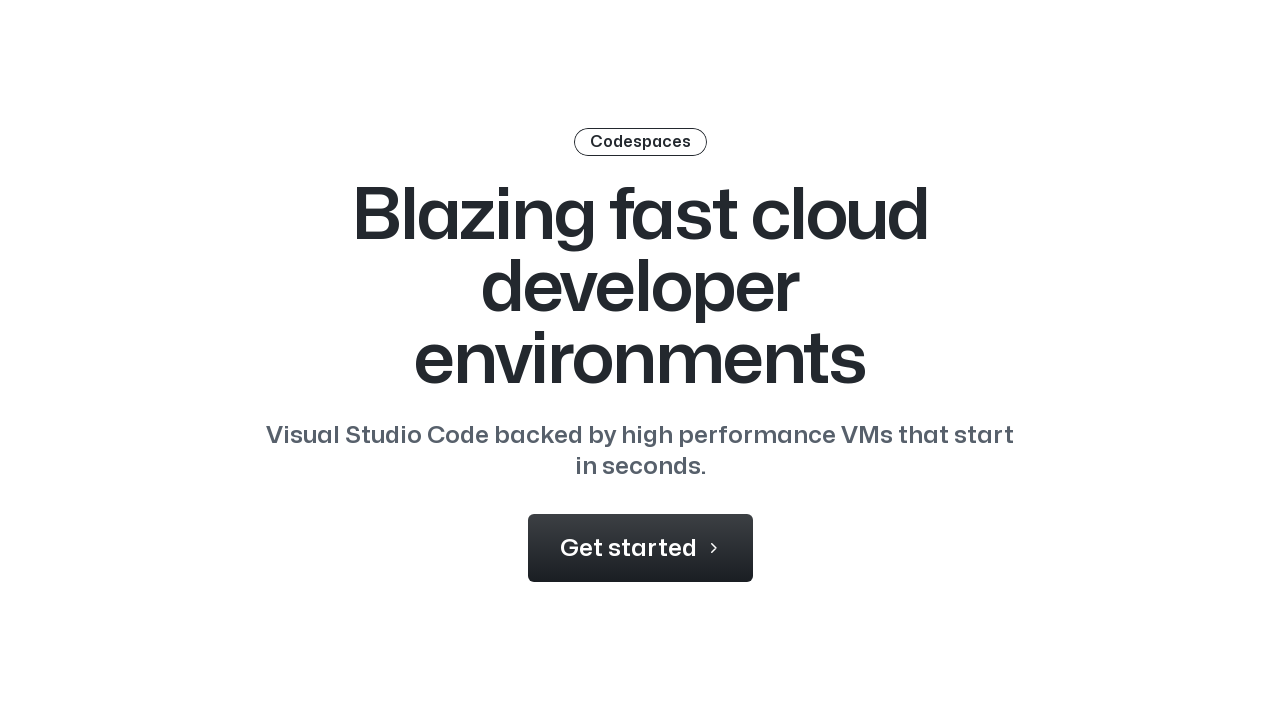 Codespaces
Blazing fast cloud
developer
environments
Visual Studio Code backed by high performance VMs that start
in seconds.
Get started